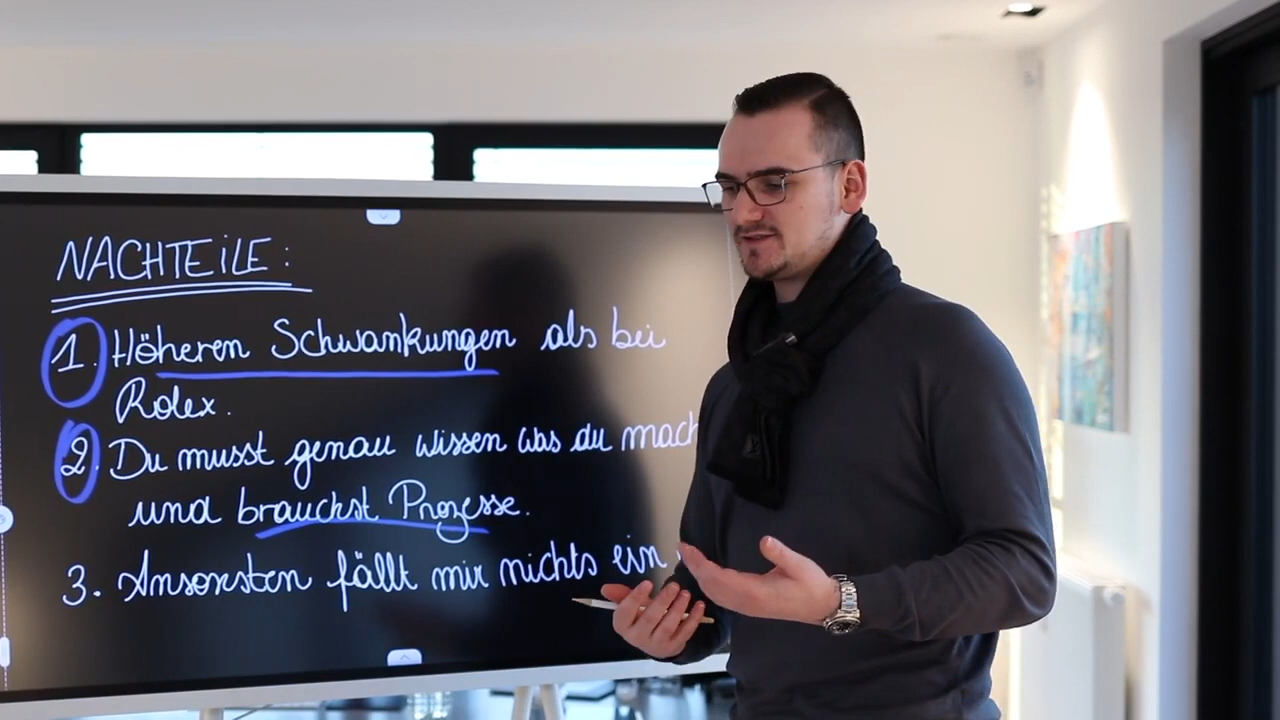 NACHTEILE:
1. Höheren Schwankungen als bei
Rolex.
2. Du musst genau wissen was du mach
und brauchst Prozesse.
3. Ansonsten fällt mir nichts ein